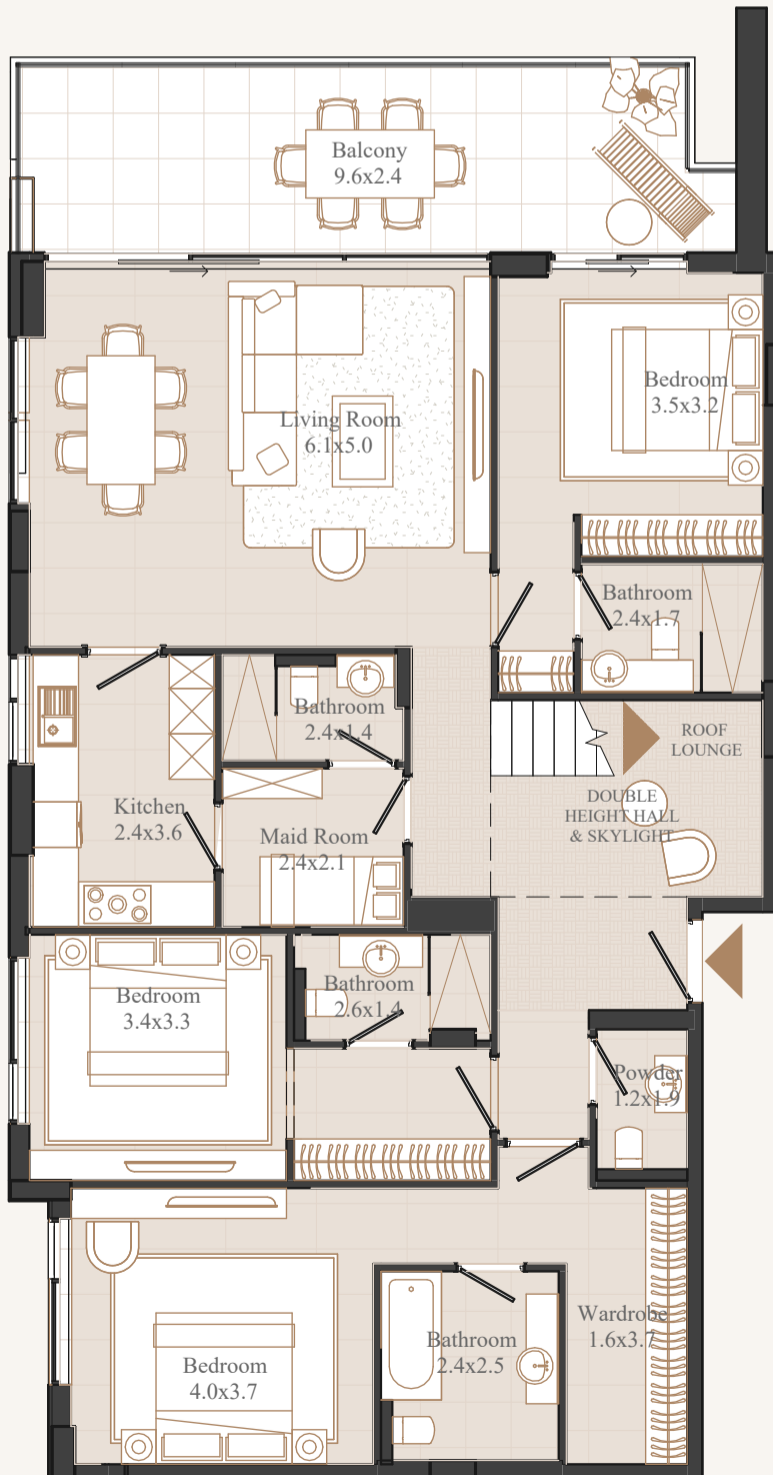 Balcony
9.6x2.4
Bedroom
3.5x3.2
Living Room
6.1x5.0
Bathroom
2.4x1.7
Bathroom
2.4x1.4
ROOF
LOUNGE
DOUBLE
HEIGHT HALL
& SKYLIGHT
Kitchen
2.4x3.6
Maid Room
2.4x2.1
Bedroom
3.4x3.3
Bathroom
2.6x1.4
Powder
1.2x1.9
Wardrobe
1.6x3.7
Bathroom
2.4x2.5
Bedroom
4.0x3.7